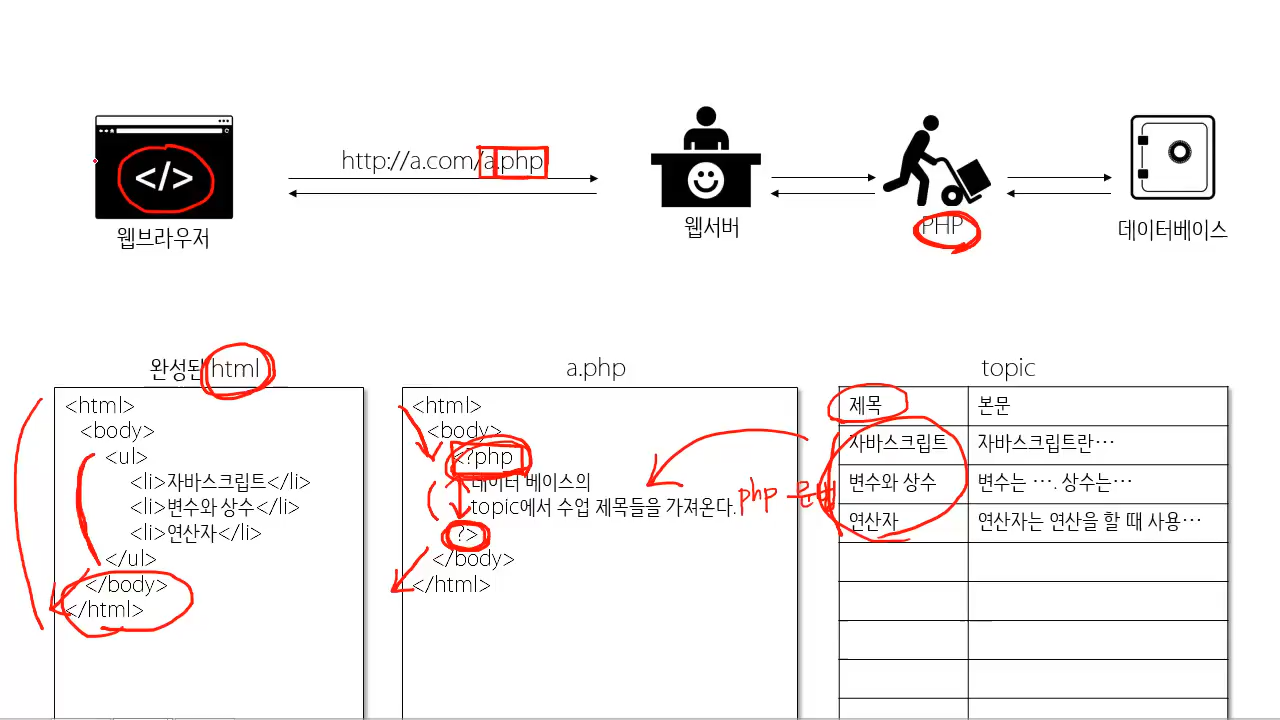 </>
http://a.com/a.php
웹브라우저
웹서버
PHP
데이터베이스
완성된 html
<html>
<body>
<ul>
<li>자바스크립트</li>
<li>변수와 상수</li>
<li>연산자</li>
</ul>
</body>
</html>
a.php
<html>
<body>
<?php
데이터 베이스의
topic에서 수업 제목들을 가져온다.
?>
</body>
</html>
php 문법
topic
제목 본문
자바스크립트 자바스크립트란…
변수와 상수 변수는 …. 상수는…
연산자 연산자는 연산을 할 때 사용…